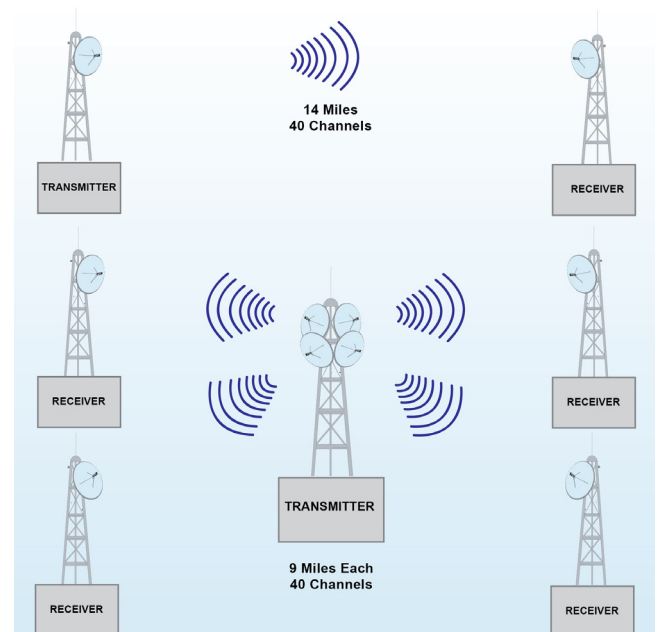 14 Miles
40 Channels
TRANSMITTER
RECEIVER
RECEIVER
RECEIVER
TRANSMITTER
9 Miles Each
40 Channels
RECEIVER
RECEIVER